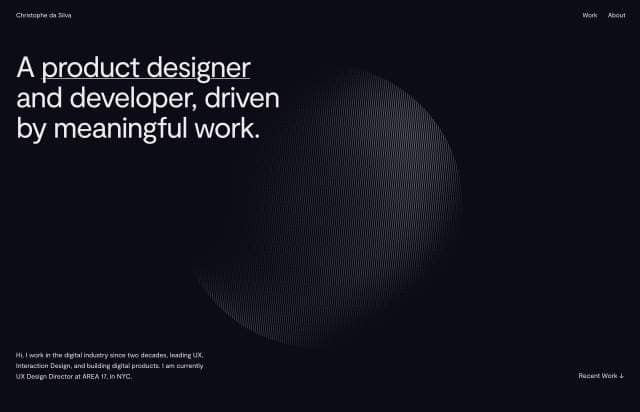 Christophe da Silva
Work
About
A product designer
and developer, driven
by meaningful work.
Hi, I work in the digital industry since two decades, leading UX,
Interaction Design, and building digital products. I am currently
UX Design Director at AREA 17, in NYC.
Recent Work ↓